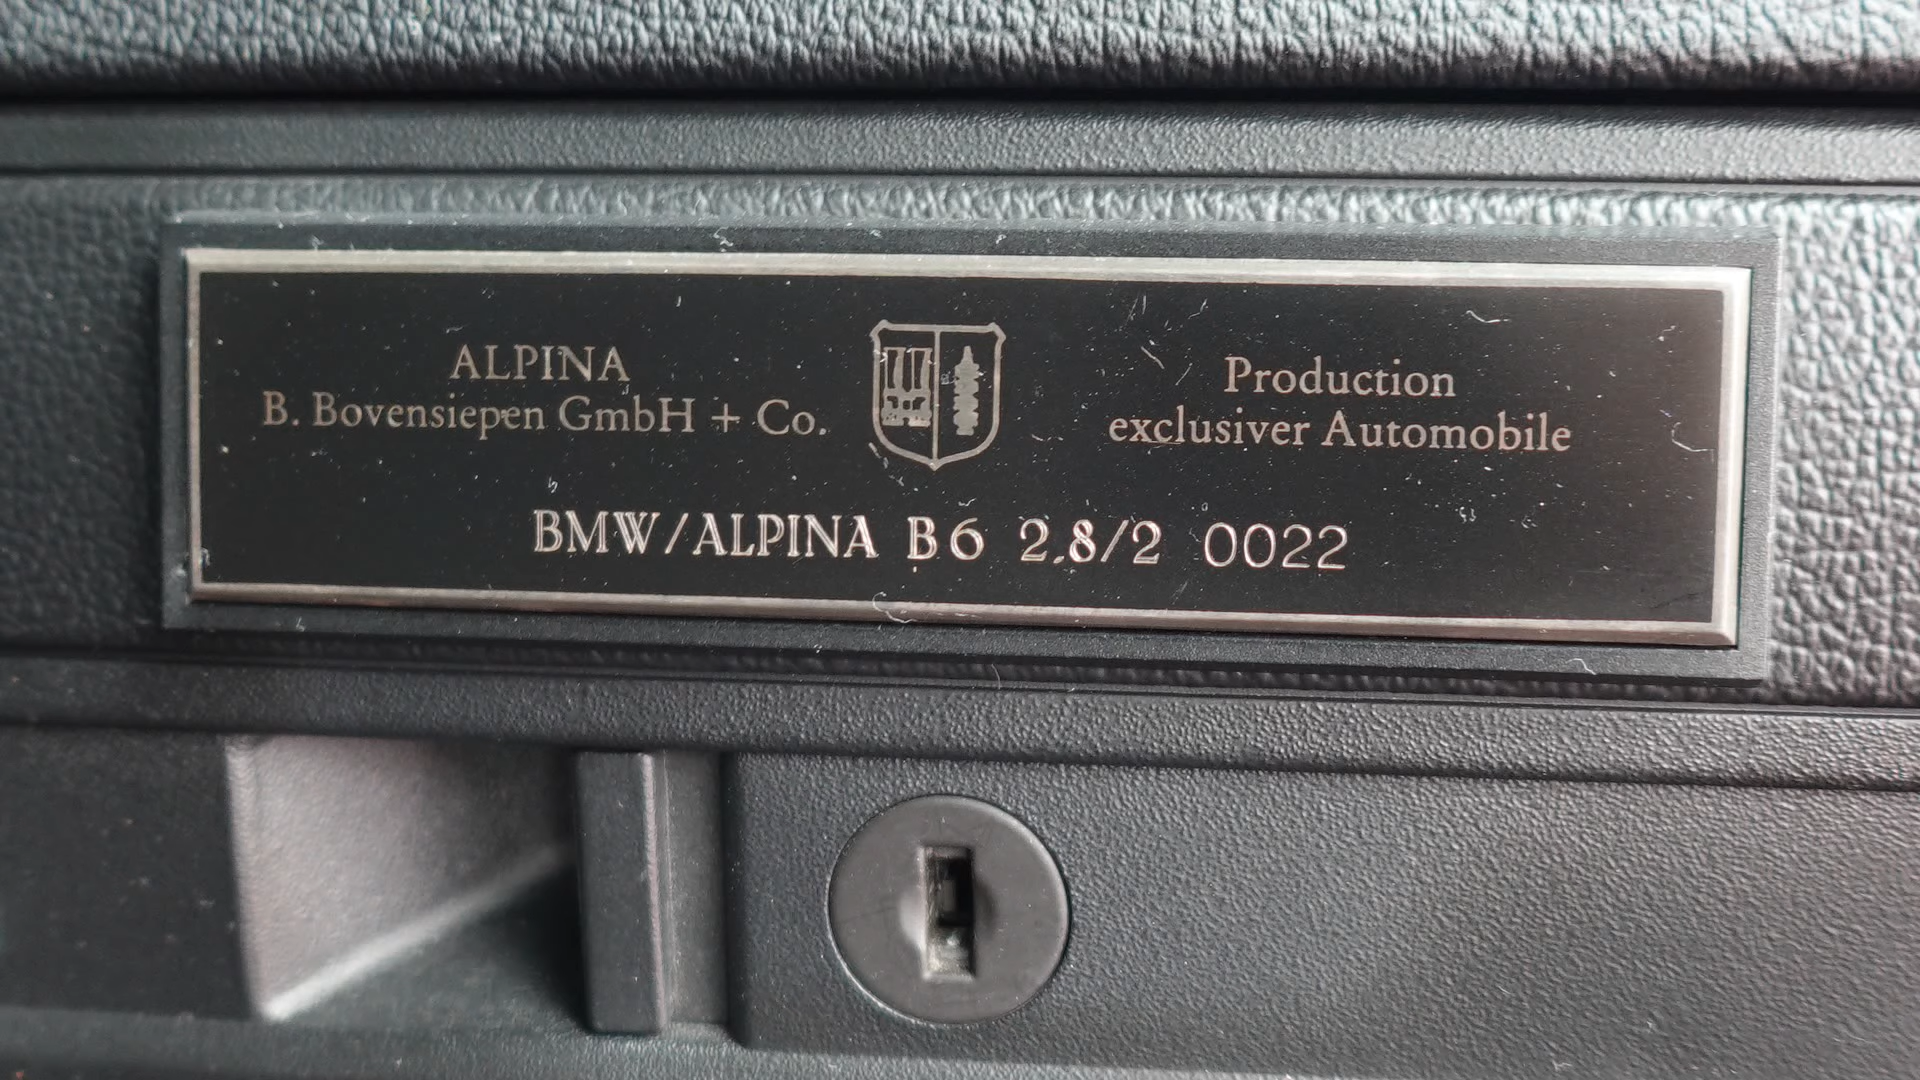 ALPINA
B. Bovensiepen GmbH + Co.
Production
exclusiver Automobile
BMW/ALPINA B6 2.8/2 0022